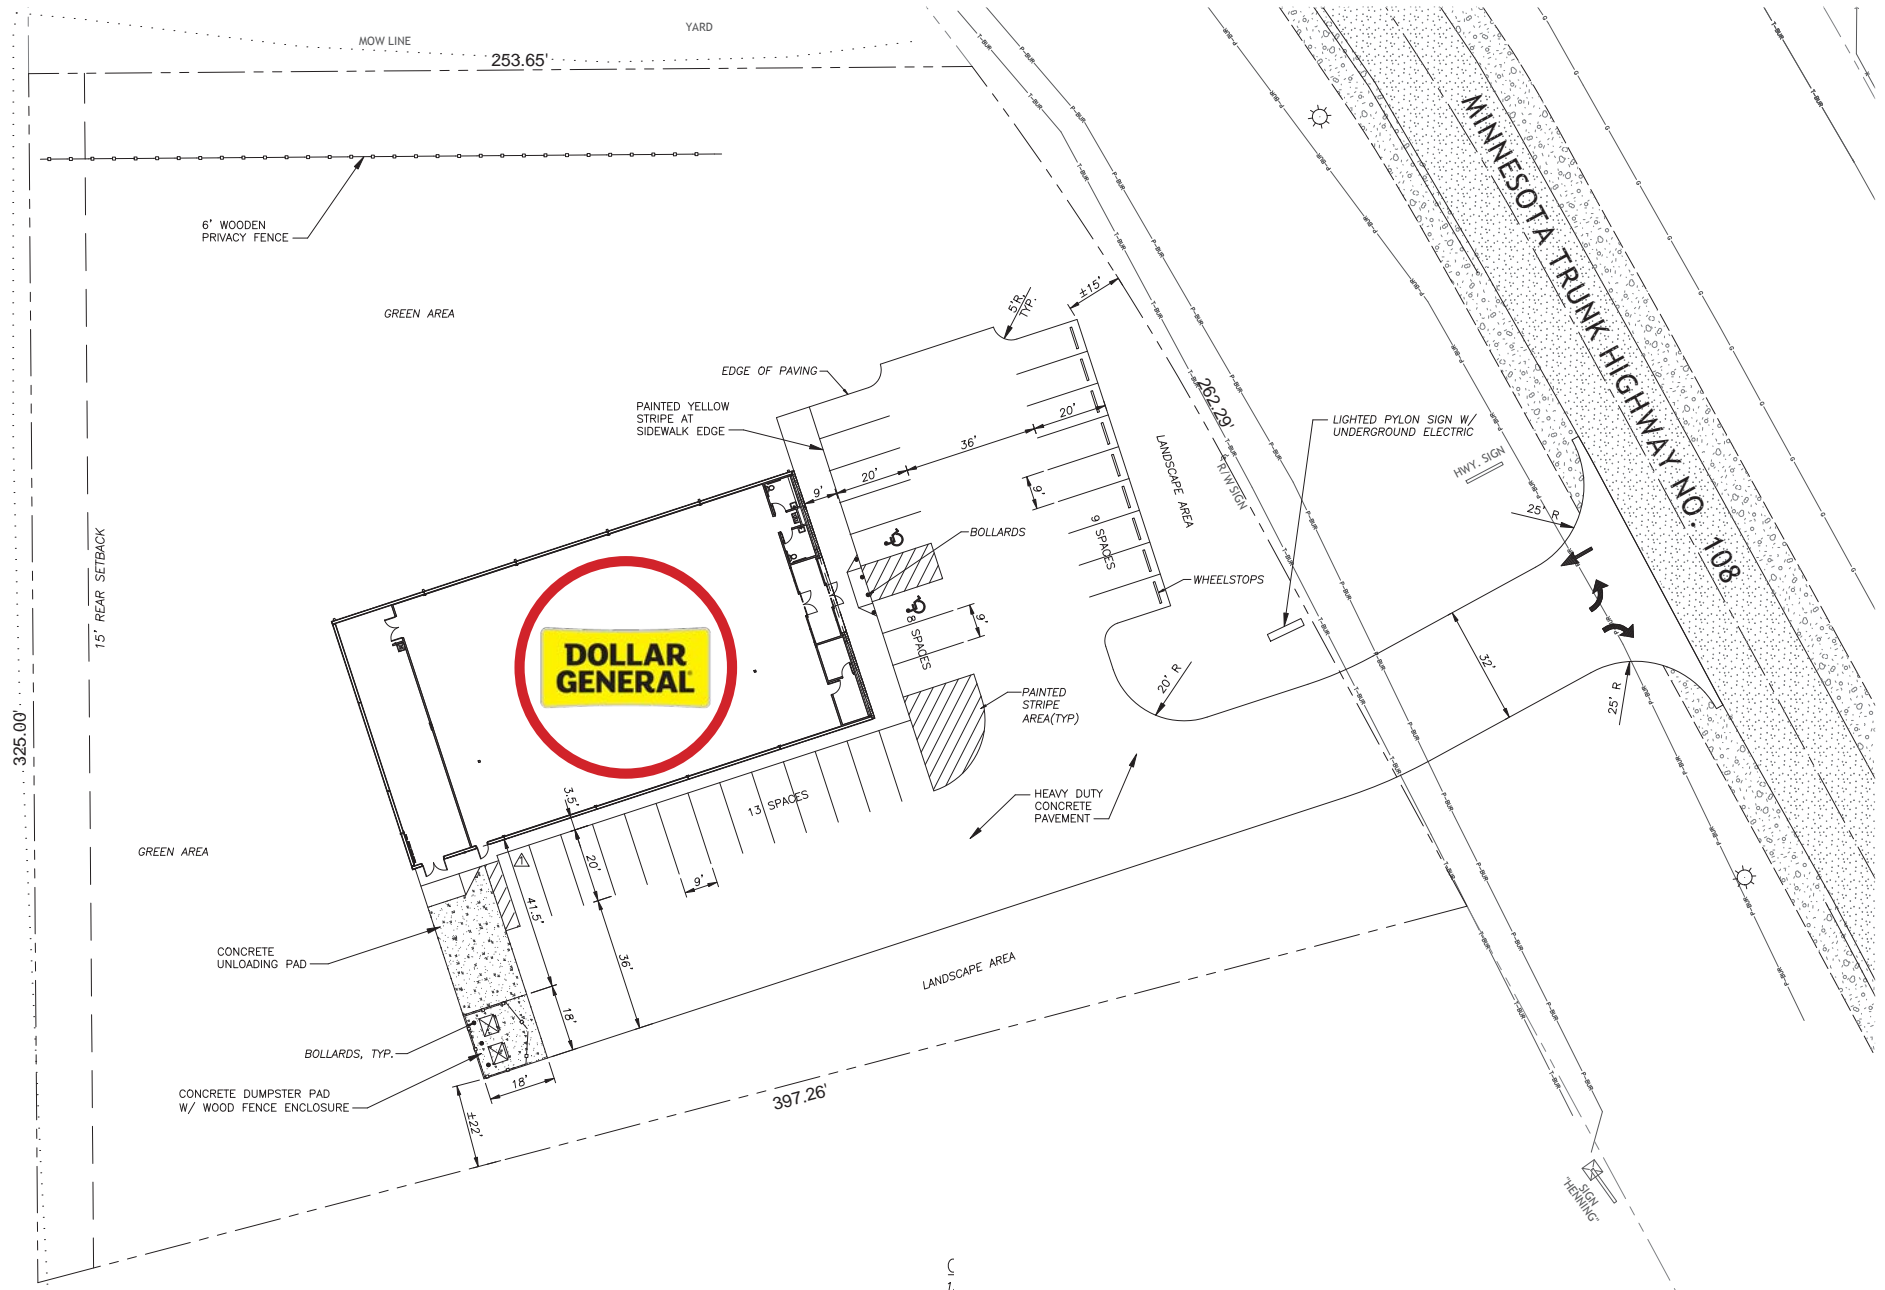 MOW LINE
YARD
253.65'
6' WOODEN
PRIVACY FENCE
GREEN AREA
15' REAR SETBACK
325.00'
EDGE OF PAVING
PAINTED YELLOW
STRIPE AT
SIDEWALK EDGE
5'R,
TYP.
±15'
9'
20'
36'
20'
9'
262.29'
R/W SIGN
LANDSCAPE AREA
9 SPACES
BOLLARDS
WHEELSTOPS
8 SPACES
9'
LIGHTED PYLON SIGN W/
UNDERGROUND ELECTRIC
HWY. SIGN
MINNESOTA TRUNK HIGHWAY NO. 108
25' R
32'
25' R
20' R
DOLLAR
GENERAL
PAINTED
STRIPE
AREA(TYP)
HEAVY DUTY
CONCRETE
PAVEMENT
13 SPACES
3.5'
20'
9'
41.5'
36'
18'
GREEN AREA
CONCRETE
UNLOADING PAD
BOLLARDS, TYP.
CONCRETE DUMPSTER PAD
W/ WOOD FENCE ENCLOSURE
18'
±22'
LANDSCAPE AREA
397.26'
SIGN
"HENNING"
T-BUR
P-BUR
G